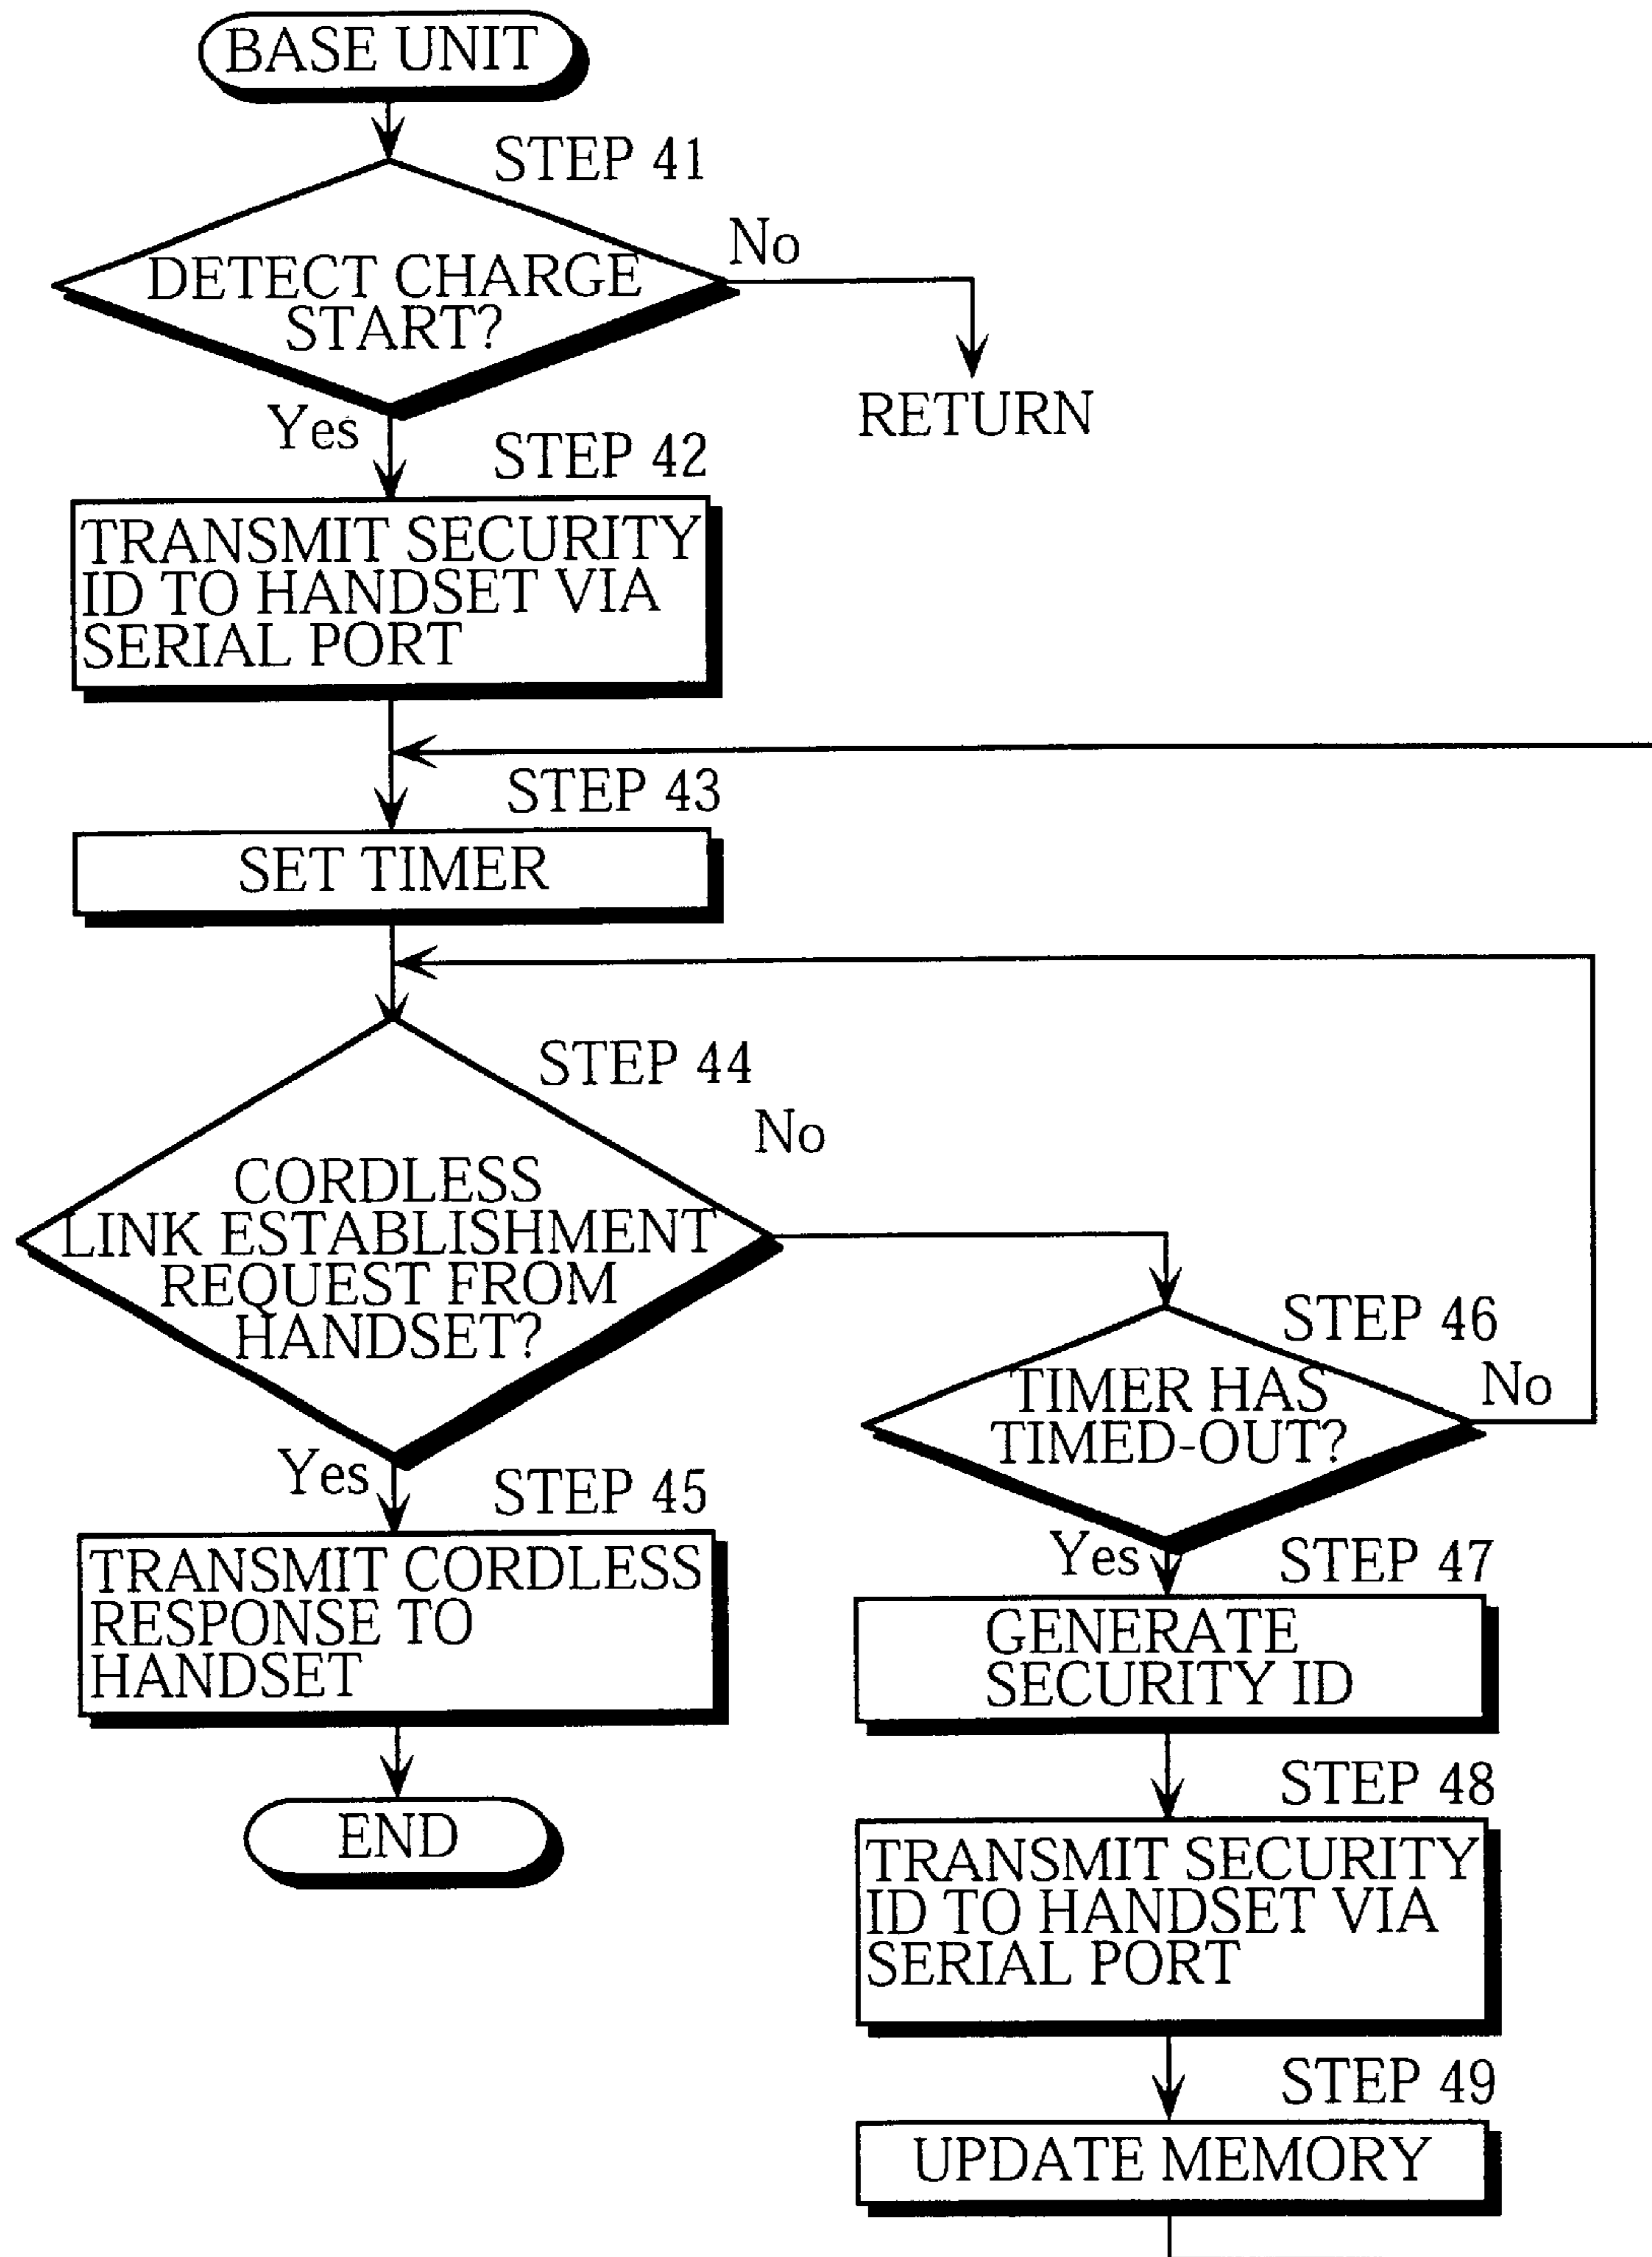 BASE UNIT
STEP 41
DETECT CHARGE
START?
No
RETURN
Yes
STEP 42
TRANSMIT SECURITY
ID TO HANDSET VIA
SERIAL PORT
STEP 43
SET TIMER
STEP 44
No
CORDLESS
LINK ESTABLISHMENT
REQUEST FROM
HANDSET?
Yes
STEP 45
TRANSMIT CORDLESS
RESPONSE TO
HANDSET
END
STEP 46
TIMER HAS
TIMED-OUT?
No
Yes
STEP 47
GENERATE
SECURITY ID
STEP 48
TRANSMIT SECURITY
ID TO HANDSET VIA
SERIAL PORT
STEP 49
UPDATE MEMORY